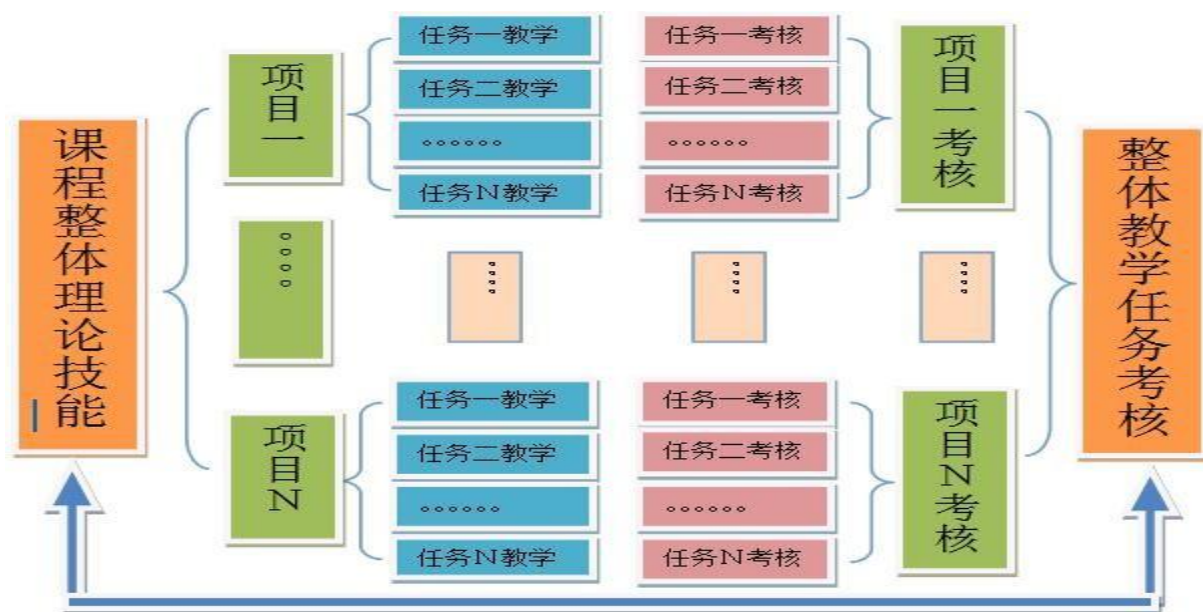 课程整体理论技能
项目一
任务一教学
任务二教学
。。。。。。
任务N教学
任务一考核
任务二考核
。。。。。。
任务N考核
项目一考核
。。。。
。。。。
。。。。
。。。。
项目N
任务一教学
任务二教学
。。。。。。
任务N教学
任务一考核
任务二考核
。。。。。。
任务N考核
项目N考核
整体教学任务考核